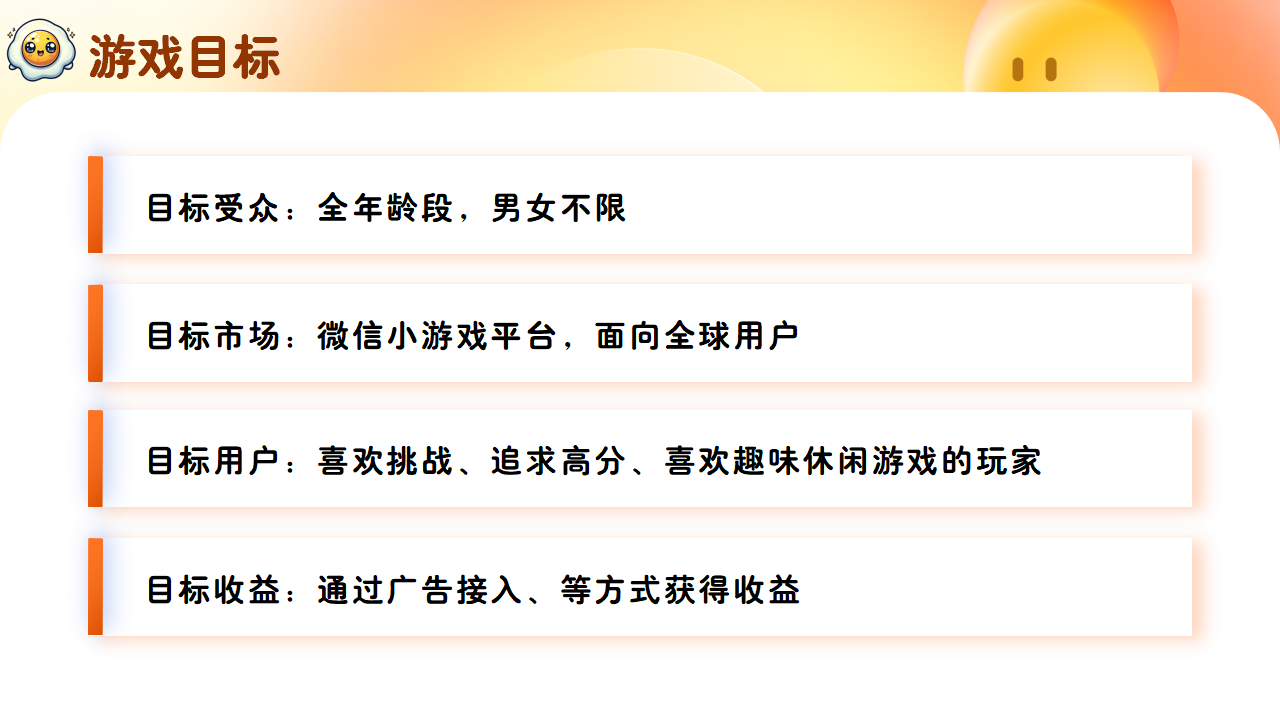 游戏目标
目标受众：全年龄段，男女不限
目标市场：微信小游戏平台，面向全球用户
目标用户：喜欢挑战、追求高分、喜欢趣味休闲游戏的玩家
目标收益：通过广告接入、等方式获得收益